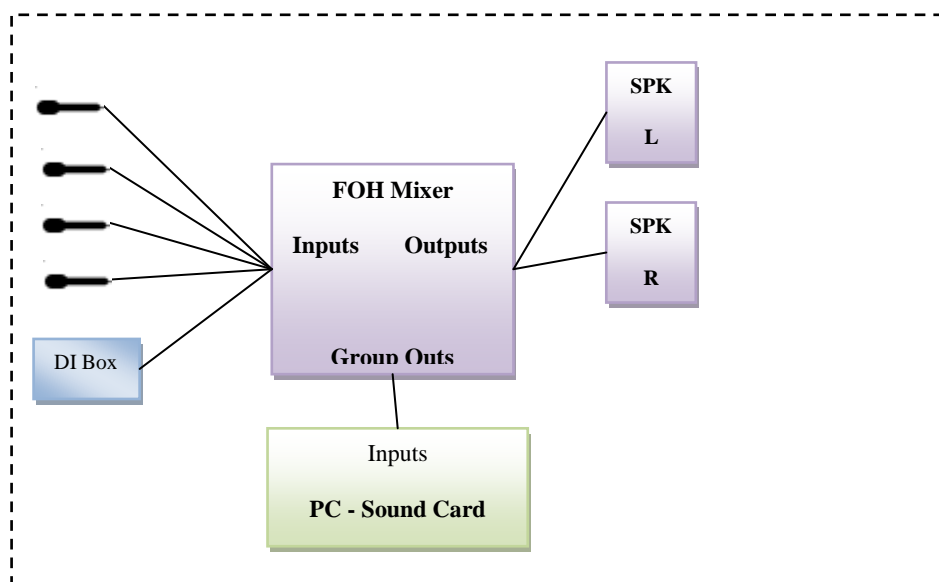 SPK
L
FOH Mixer
SPK
Inputs Outputs
R
Group Outs
DI Box
Inputs
PC - Sound Card